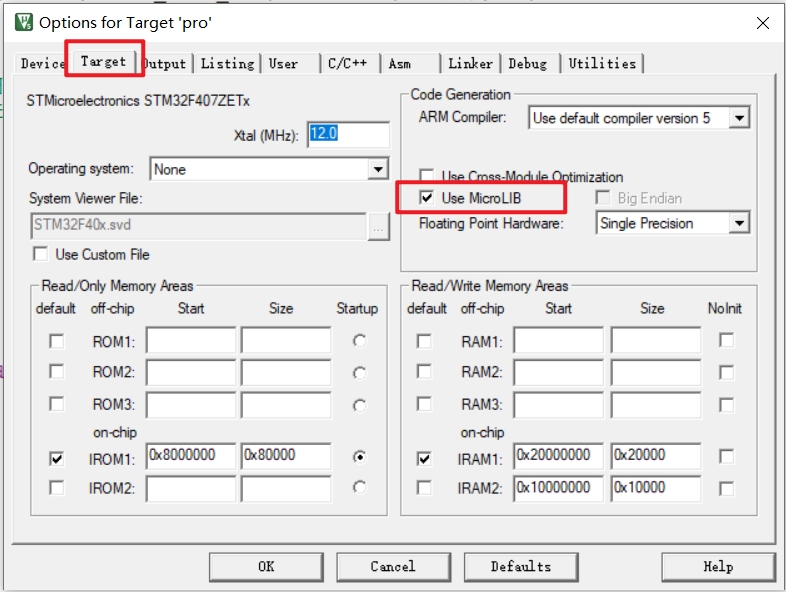 Options for Target 'pro'
Device Target Output Listing User C/C++ Asm Linker Debug Utilities
STMicroelectronics STM32F407ZETx
Xtal (MHz): 12.0
Operating system: None
System Viewer File:
STM32F40x.svd ...
Use Custom File
Code Generation
ARM Compiler: Use default compiler version 5
Use Cross-Module Optimization
Use MicroLIB Big Endian
Floating Point Hardware: Single Precision
Read/Only Memory Areas
default off-chip Start Size Startup
ROM1:
ROM2:
ROM3:
on-chip
IROM1: 0x8000000 0x80000
IROM2:
Read/Write Memory Areas
default off-chip Start Size NoInit
RAM1:
RAM2:
RAM3:
on-chip
IRAM1: 0x20000000 0x20000
IRAM2: 0x10000000 0x10000
OK Cancel Defaults Help